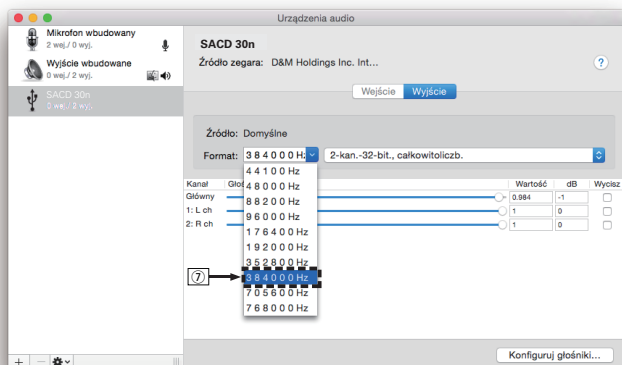 Urządzenia audio
Mikrofon wbudowany
2 wej./ 0 wyj.
Wyjście wbudowane
0 wej./ 2 wyj.
SACD 30n
0 wej./ 2 wyj.
SACD 30n
Źródło zegara: D&M Holdings Inc. Int...
?
Wejście Wyjście
Źródło: Domyślne
Format: 384000 Hz 2-kan.-32-bit., całkowitoliczb.
44100 Hz
48000 Hz
88200 Hz
96000 Hz
176400 Hz
192000 Hz
352800 Hz
⑦ 384000 Hz
705600 Hz
768000 Hz
Kanał Wartość dB Wycisz
Główny 0.984 -1
1: L ch 1 0
2: R ch 1 0
Konfiguruj głośniki...